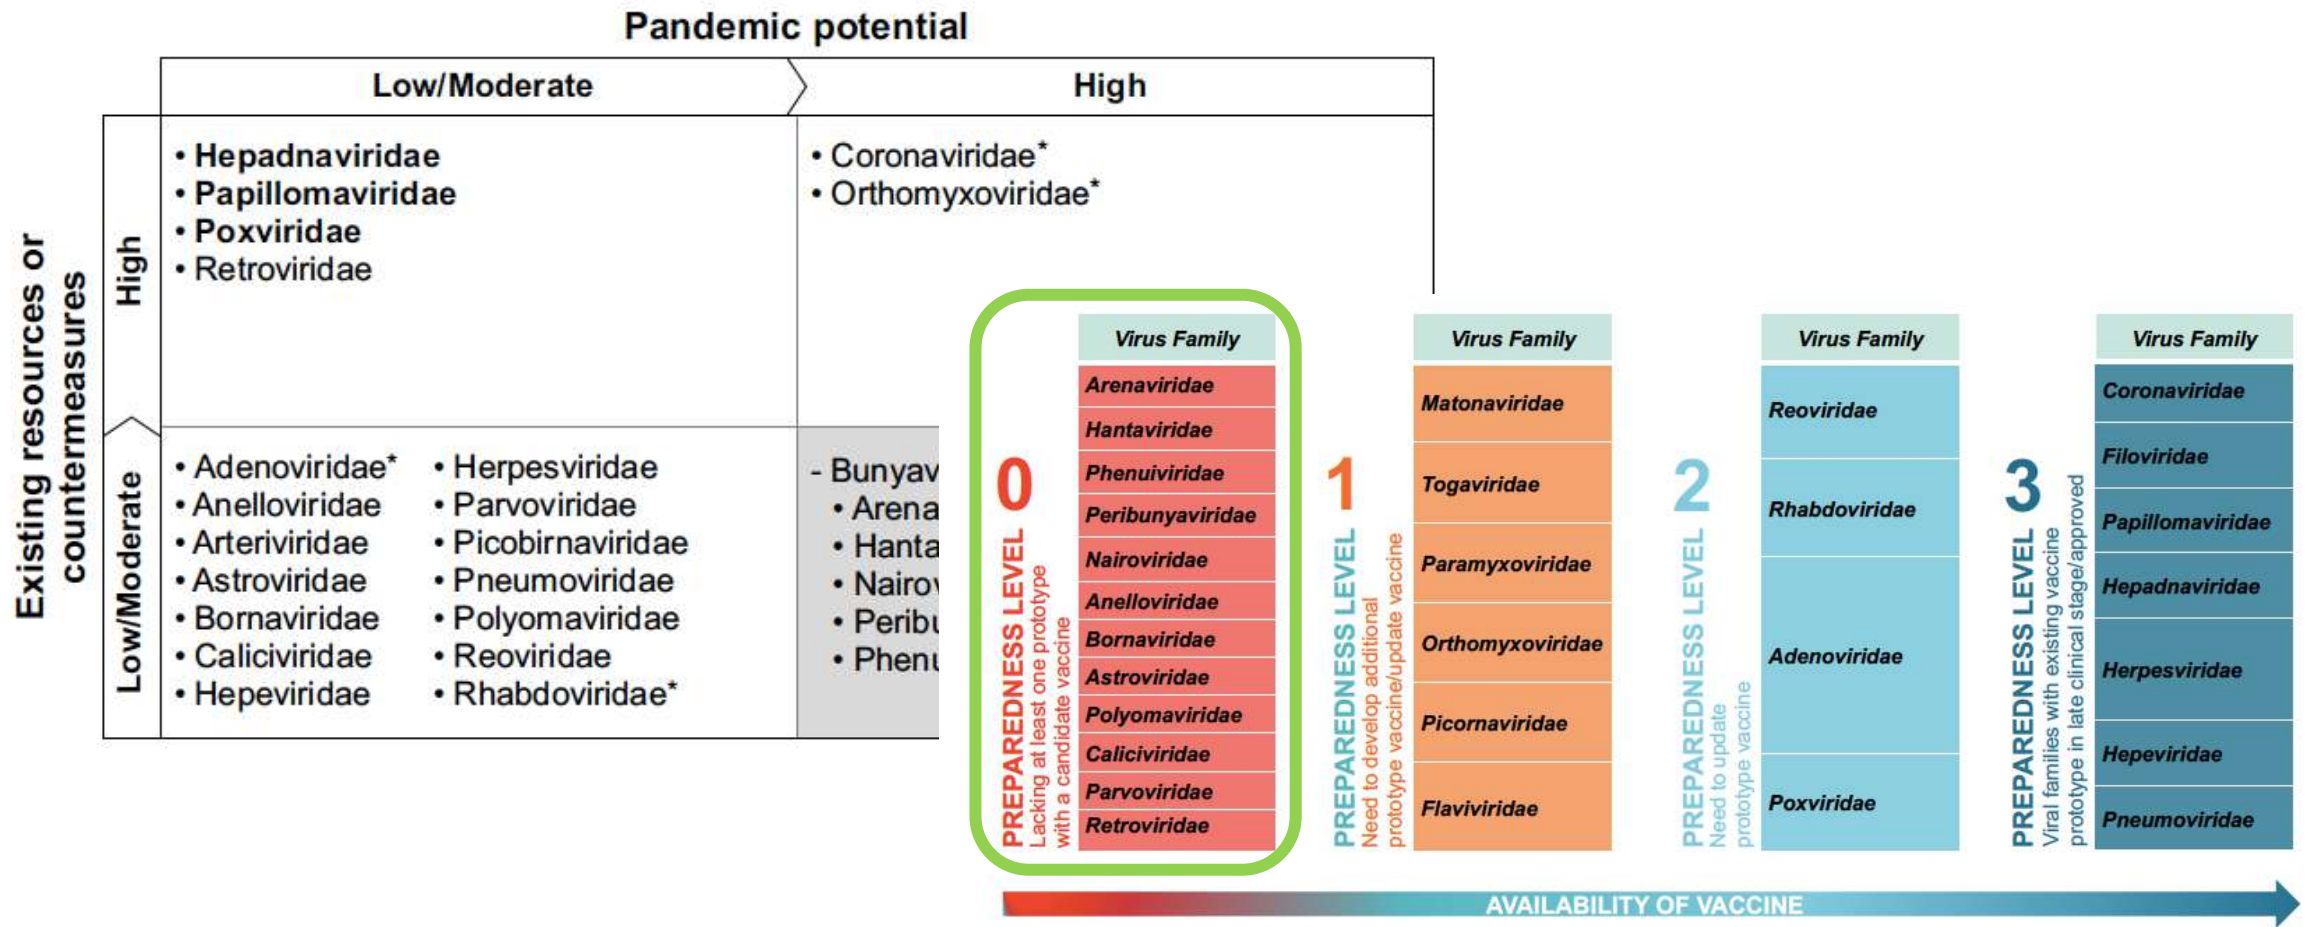 Pandemic potential
Low/Moderate
High
Existing resources or
countermeasures
High
• Hepadnaviridae
• Papillomaviridae
• Poxviridae
• Retroviridae
• Coronaviridae*
• Orthomyxoviridae*
Low/Moderate
• Adenoviridae*
• Anelloviridae
• Arteriviridae
• Astroviridae
• Bornaviridae
• Caliciviridae
• Hepeviridae
• Herpesviridae
• Parvoviridae
• Picobirnaviridae
• Pneumoviridae
• Polyomaviridae
• Reoviridae
• Rhabdoviridae*
- Bunyav
• Arena
• Hanta
• Nairov
• Peribu
• Phenu
0
PREPAREDNESS LEVEL
Lacking at least one prototype
with a candidate vaccine
Virus Family
Arenaviridae
Hantaviridae
Phenuiviridae
Peribunyaviridae
Nairoviridae
Anelloviridae
Bornaviridae
Astroviridae
Polyomaviridae
Caliciviridae
Parvoviridae
Retroviridae
1
PREPAREDNESS LEVEL
Need to develop additional
prototype vaccine/update vaccine
Virus Family
Matonaviridae
Togaviridae
Paramyxoviridae
Orthomyxoviridae
Picornaviridae
Flaviviridae
2
PREPAREDNESS LEVEL
Need to update
prototype vaccine
Virus Family
Reoviridae
Rhabdoviridae
Adenoviridae
Poxviridae
3
PREPAREDNESS LEVEL
Viral families with existing vaccine
prototype in late clinical stage/approved
Virus Family
Coronaviridae
Filoviridae
Papillomaviridae
Hepadnaviridae
Herpesviridae
Hepeviridae
Pneumoviridae
AVAILABILITY OF VACCINE